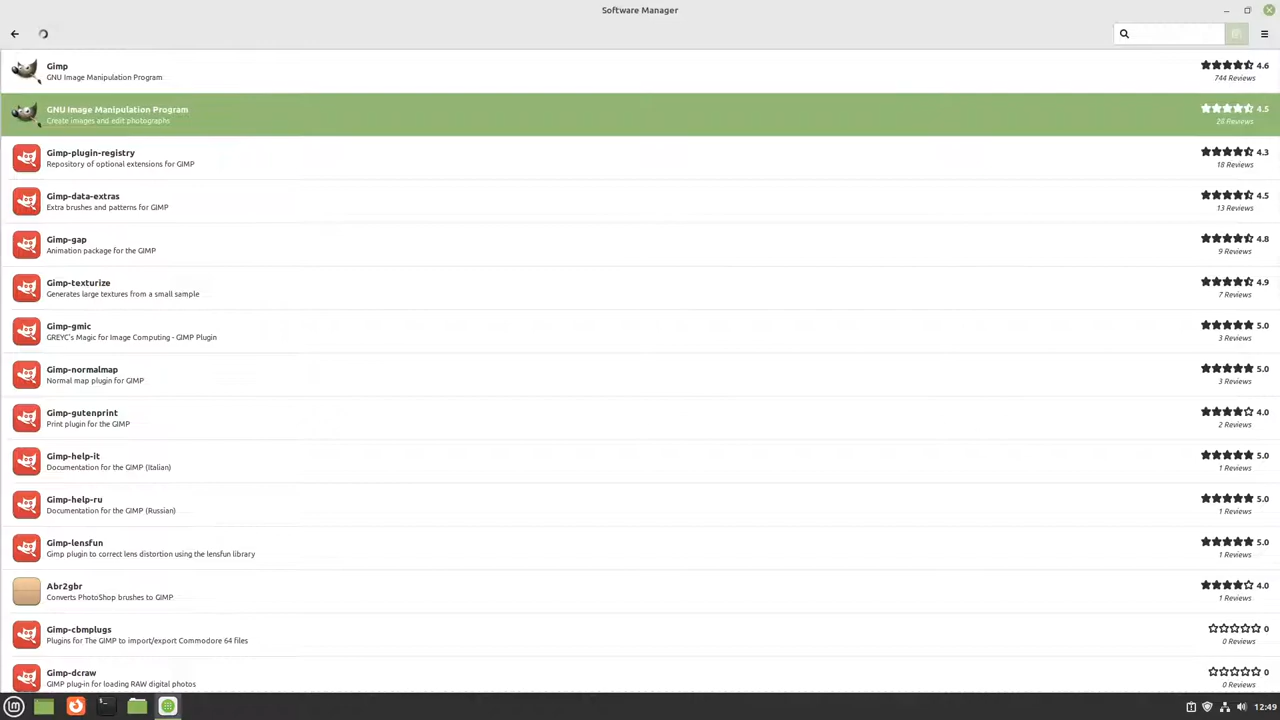 Software Manager
Gimp
GNU Image Manipulation Program
4.6
744 Reviews
GNU Image Manipulation Program
Create images and edit photographs
4.5
26 Reviews
Gimp-plugin-registry
Repository of optional extensions for GIMP
4.3
18 Reviews
Gimp-data-extras
Extra brushes and patterns for GIMP
4.5
13 Reviews
Gimp-gap
Animation package for the GIMP
4.8
9 Reviews
Gimp-texturize
Generates large textures from a small sample
4.9
7 Reviews
Gimp-gmic
GREYC's Magic for Image Computing - GIMP Plugin
5.0
3 Reviews
Gimp-normalmap
Normal map plugin for GIMP
5.0
3 Reviews
Gimp-gutenprint
Print plugin for the GIMP
4.0
2 Reviews
Gimp-help-it
Documentation for the GIMP (Italian)
5.0
1 Reviews
Gimp-help-ru
Documentation for the GIMP (Russian)
5.0
1 Reviews
Gimp-lensfun
Gimp plugin to correct lens distortion using the lensfun library
5.0
1 Reviews
Abr2gbr
Converts PhotoShop brushes to GIMP
4.0
1 Reviews
Gimp-cbmplugs
Plugins for The GIMP to import/export Commodore 64 files
0
0 Reviews
Gimp-dcraw
GIMP plug-in for loading RAW digital photos
0
0 Reviews
12:49